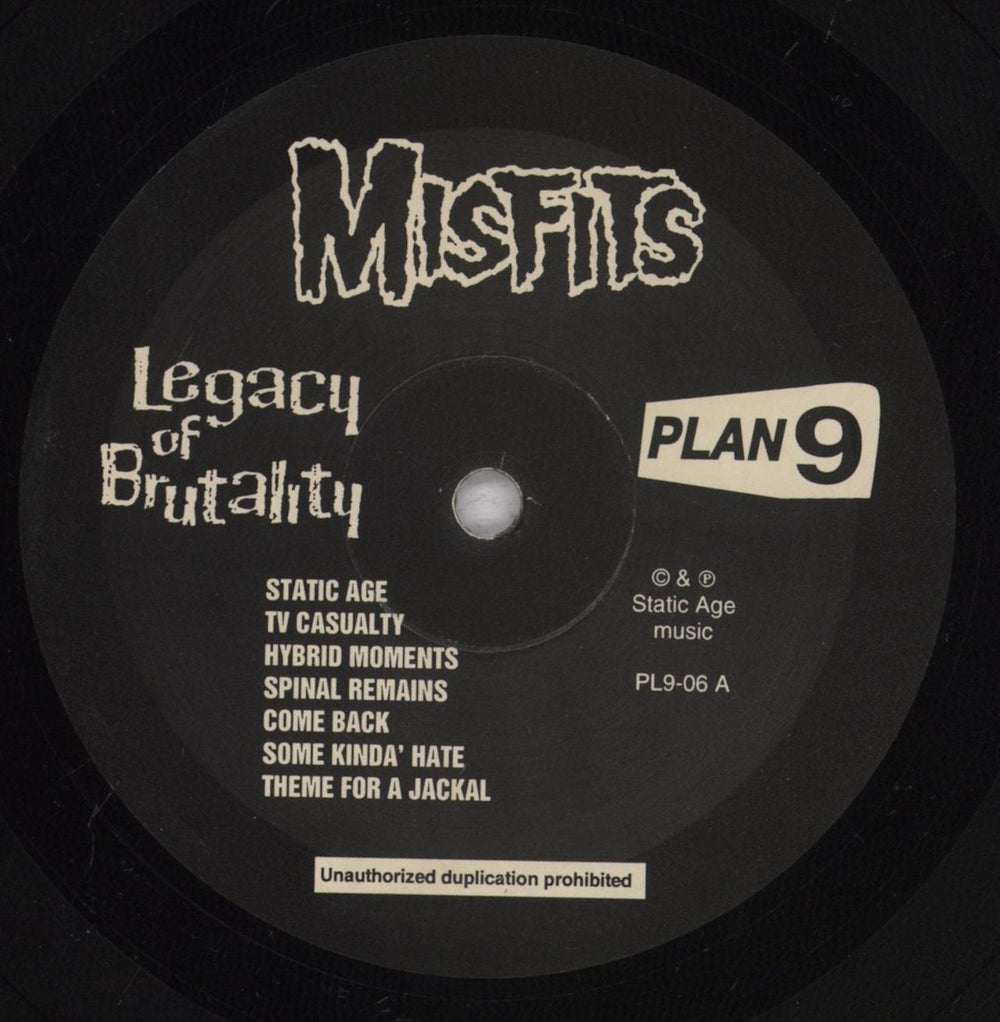 MISFITS
Legacy
of
Brutality
PLAN 9
STATIC AGE
TV CASUALTY
HYBRID MOMENTS
SPINAL REMAINS
COME BACK
SOME KINDA' HATE
THEME FOR A JACKAL
© & ℗
Static Age
music
PL9-06 A
Unauthorized duplication prohibited